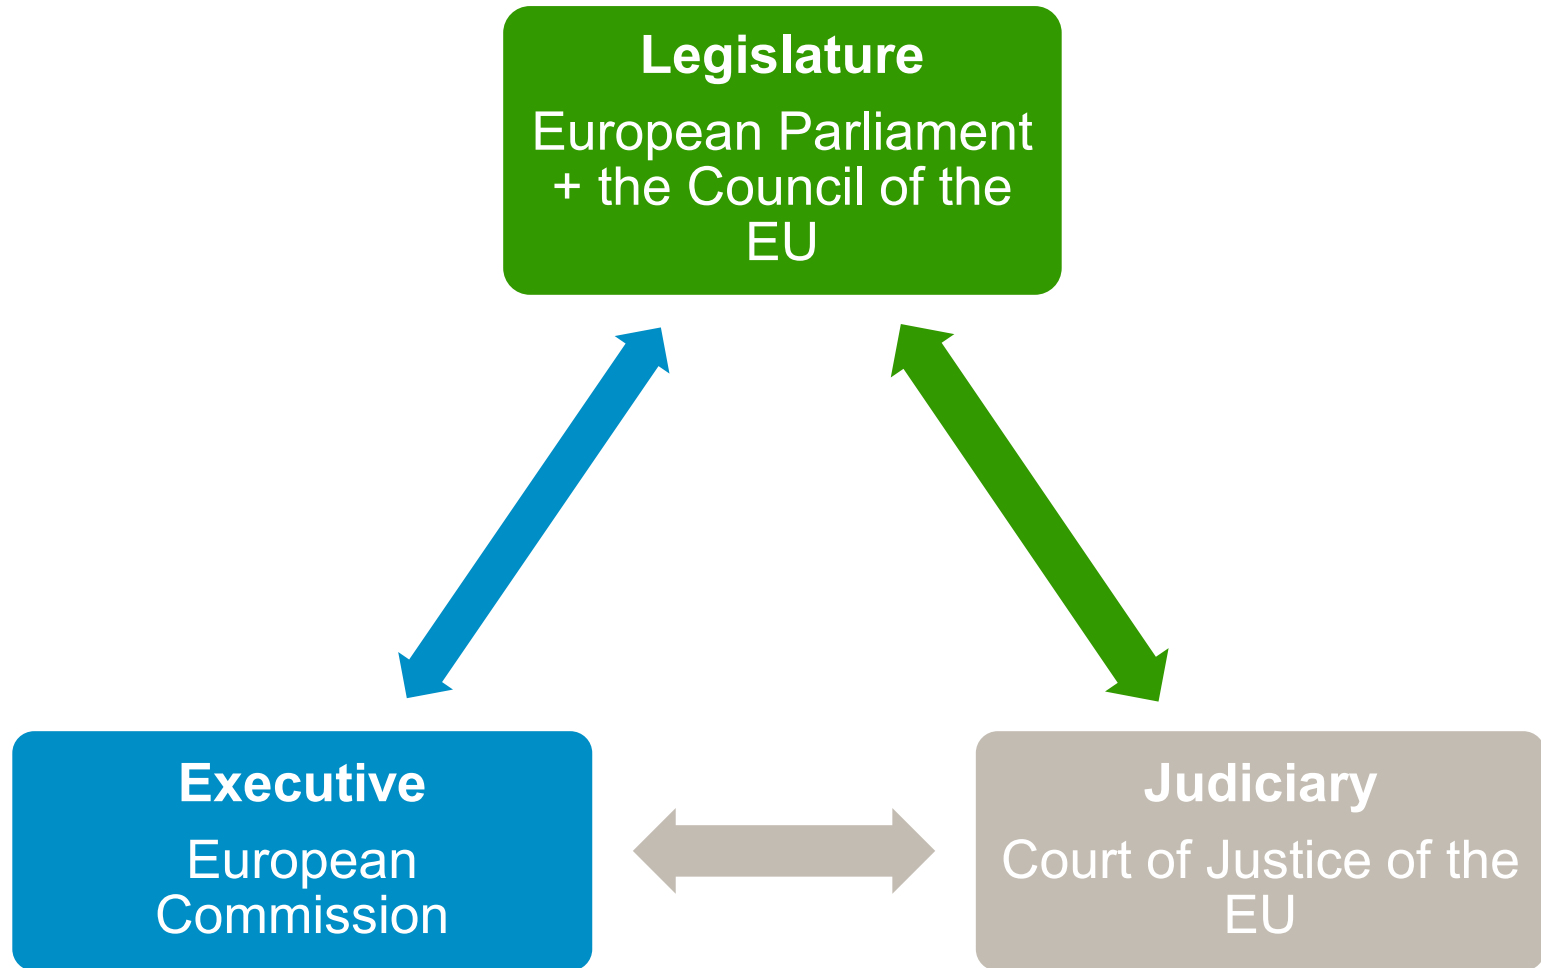 Legislature
European Parliament
+ the Council of the
EU
Executive
European
Commission
Judiciary
Court of Justice of the
EU